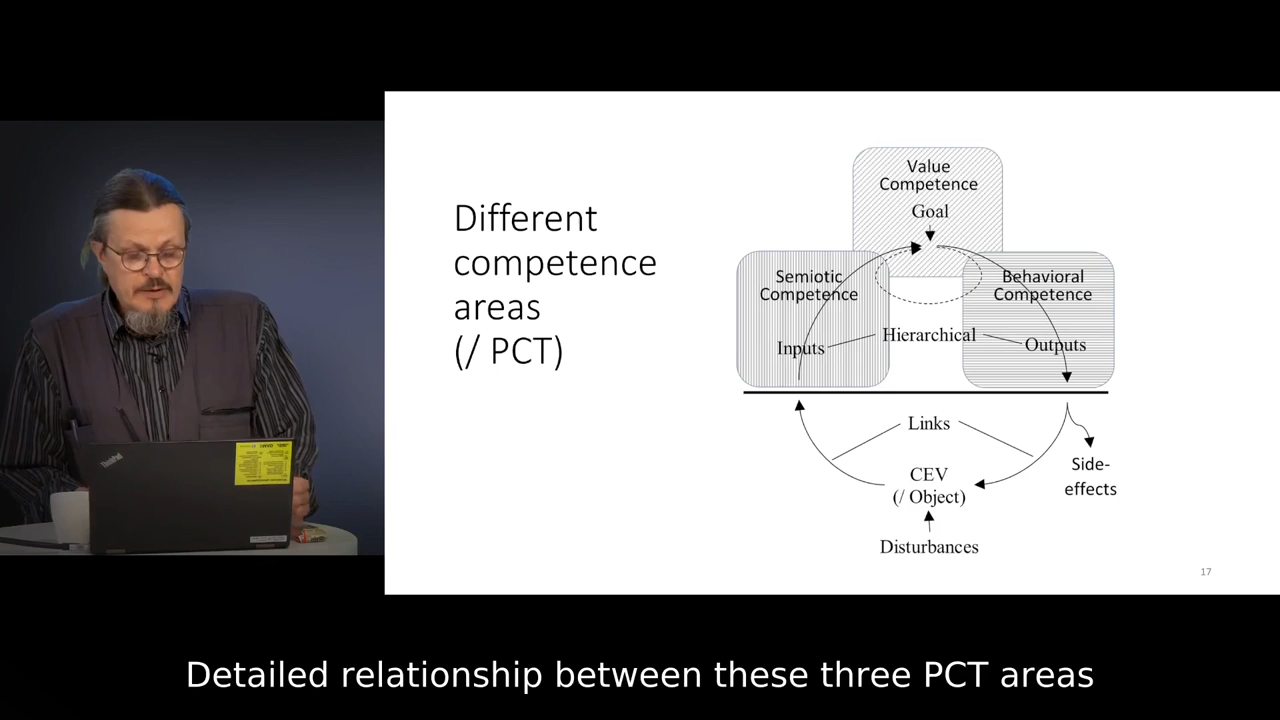 Different
competence
areas
(/ PCT)
Value
Competence
Goal
Semiotic
Competence
Behavioral
Competence
Hierarchical
Inputs
Outputs
Links
CEV
(/ Object)
Side-
effects
Disturbances
17
ThinkPad
Detailed relationship between these three PCT areas